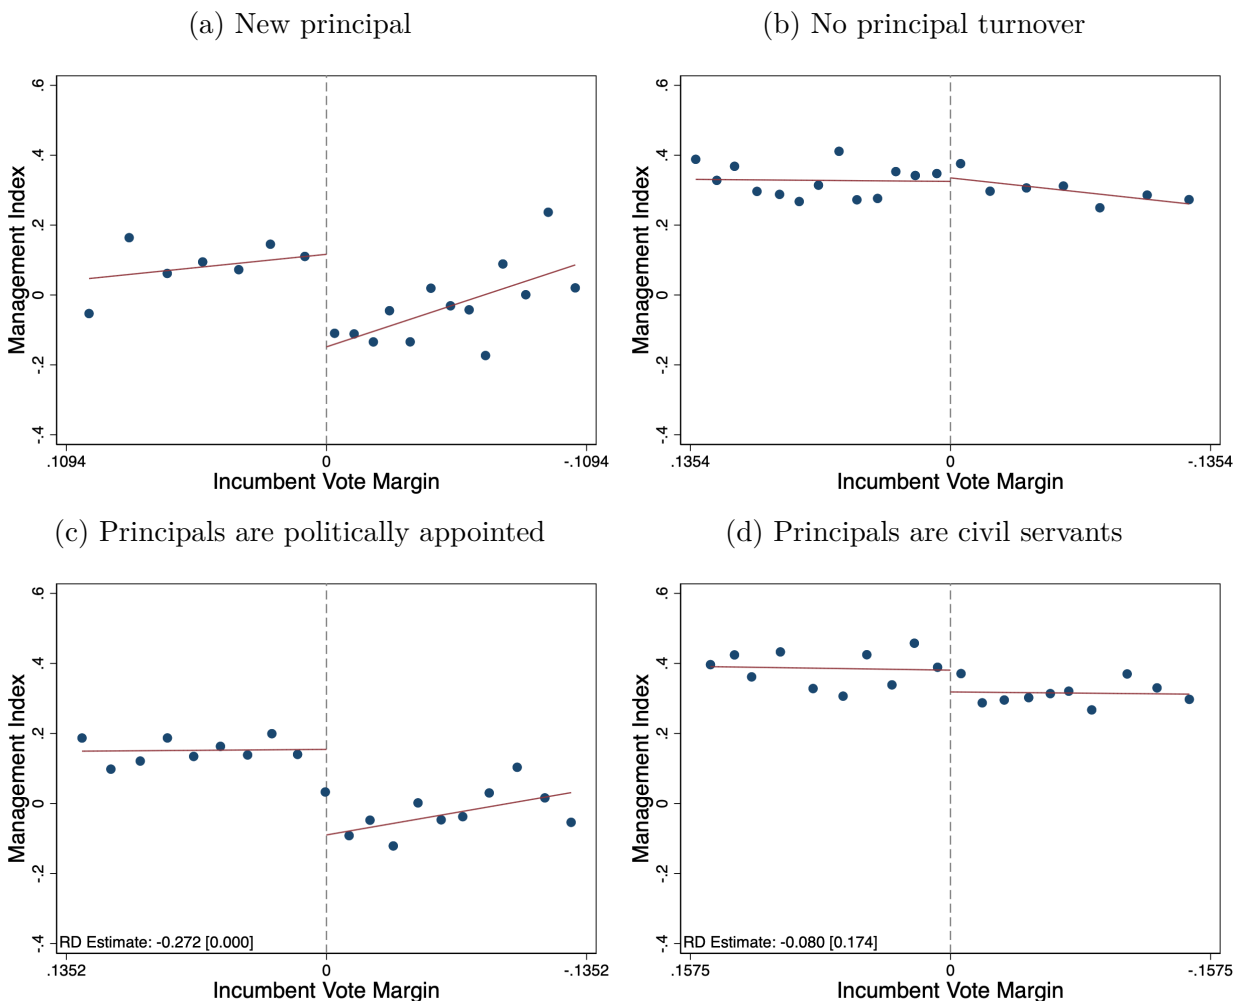 (a) New principal
(b) No principal turnover
Management Index
.6
.4
.2
0
-.2
-.4
.1094
0
-.1094
Incumbent Vote Margin
Management Index
.6
.4
.2
0
-.2
-.4
.1354
0
-.1354
Incumbent Vote Margin
(c) Principals are politically appointed
(d) Principals are civil servants
Management Index
.6
.4
.2
0
-.2
-.4
RD Estimate: -0.272 [0.000]
.1352
0
-.1352
Incumbent Vote Margin
Management Index
.6
.4
.2
0
-.2
-.4
RD Estimate: -0.080 [0.174]
.1575
0
-.1575
Incumbent Vote Margin